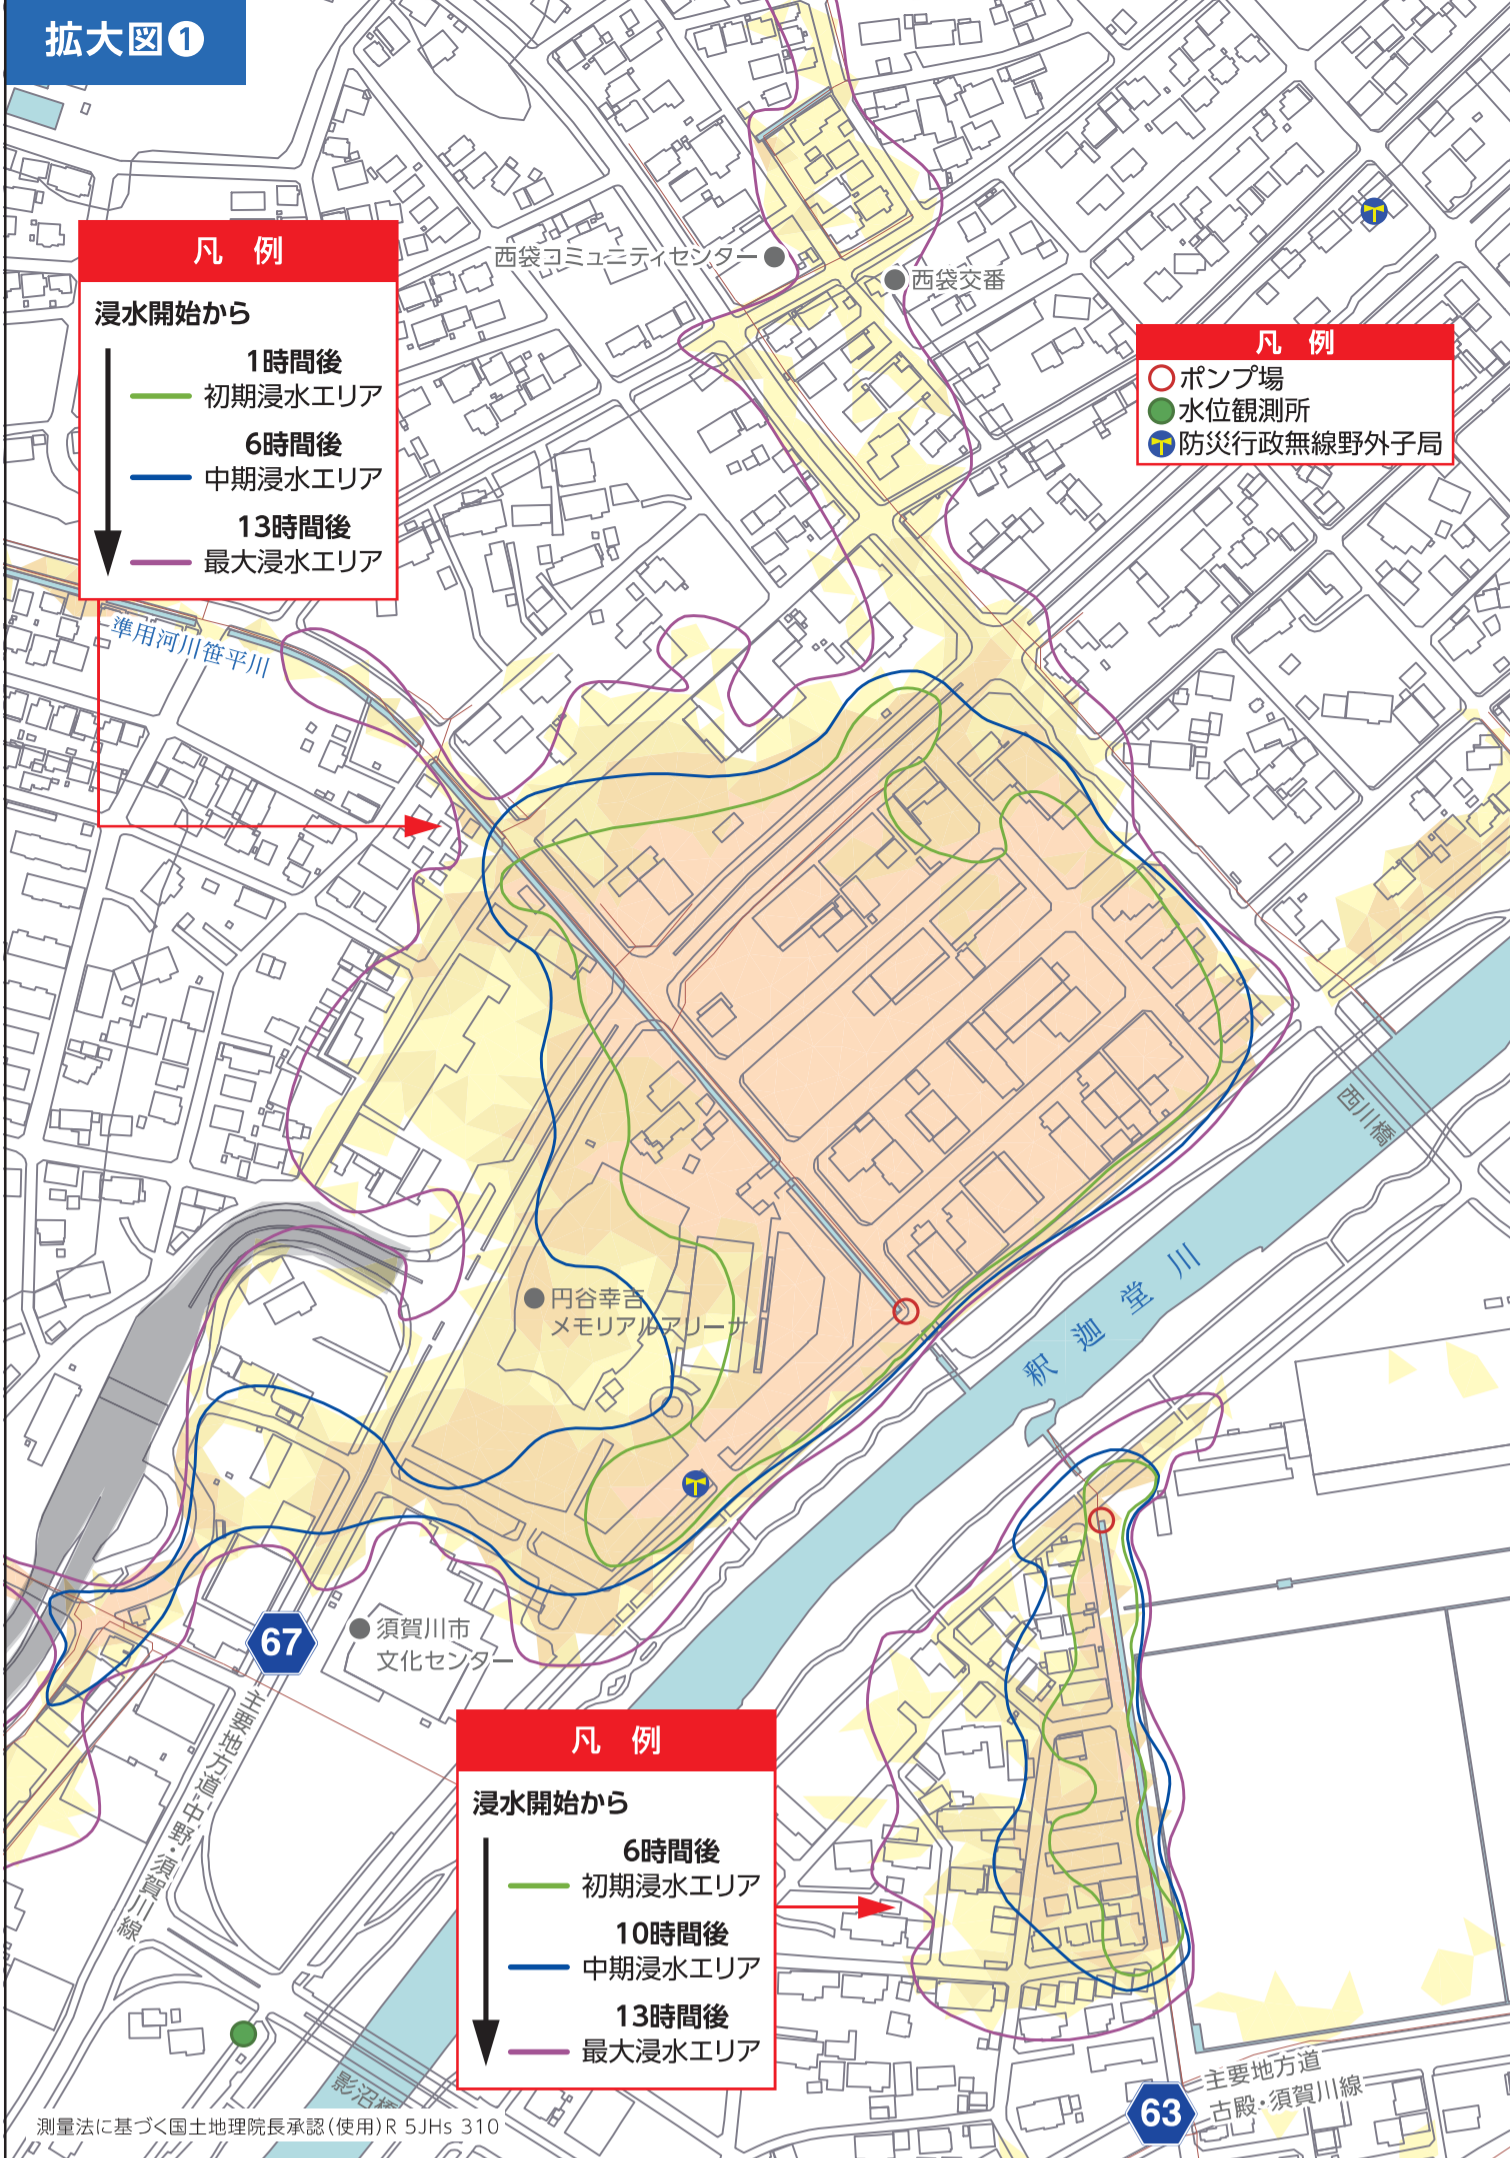 拡大図❶
西袋コミュニティセンター
西袋交番
凡 例
浸水開始から
1時間後
初期浸水エリア
6時間後
中期浸水エリア
13時間後
最大浸水エリア
凡 例
ポンプ場
水位観測所
防災行政無線野外子局
準用河川笹平川
西川橋
釈迦堂川
円谷幸吉
メモリアルアリーナ
67
須賀川市
文化センター
主要地方道 中野・須賀川線
凡 例
浸水開始から
6時間後
初期浸水エリア
10時間後
中期浸水エリア
13時間後
最大浸水エリア
影沼橋
主要地方道
古殿・須賀川線
63
測量法に基づく国土地理院長承認(使用)R 5JHs 310